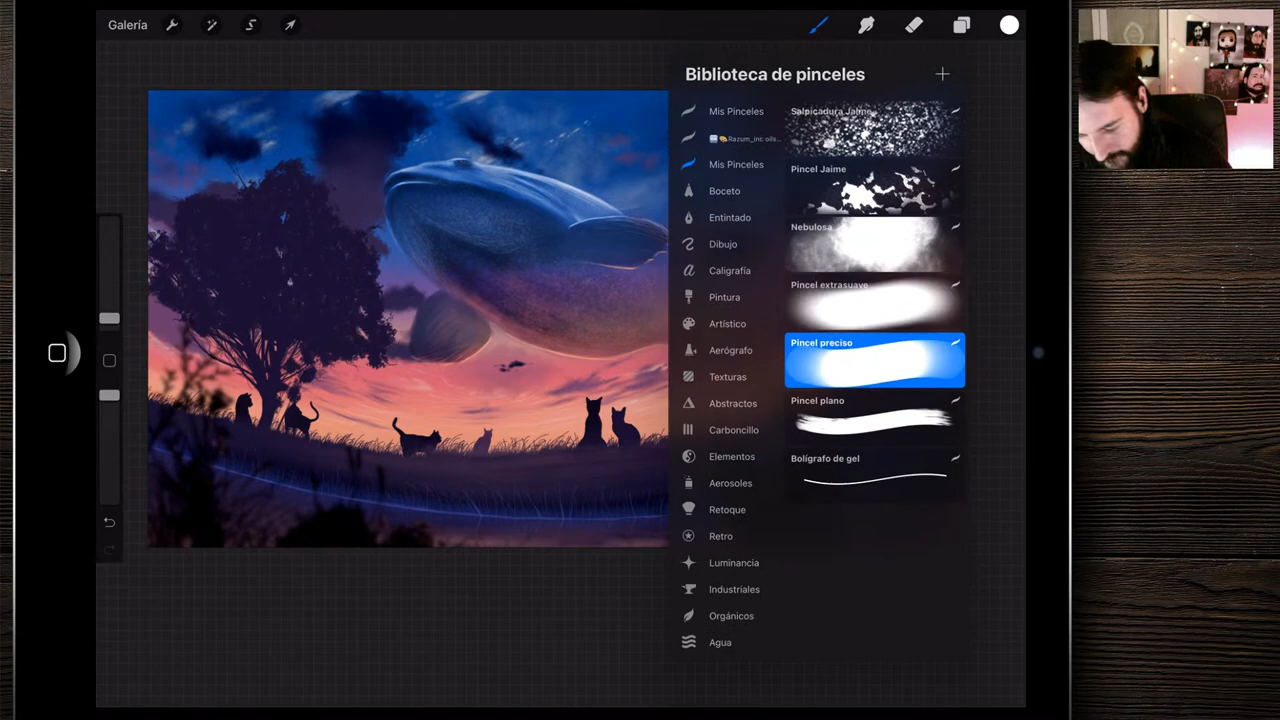 Galería
Biblioteca de pinceles
Mis Pinceles
Razum_inc oils...
Mis Pinceles
Boceto
Entintado
Dibujo
Caligrafía
Pintura
Artístico
Aerógrafo
Texturas
Abstractos
Carboncillo
Elementos
Aerosoles
Retoque
Retro
Luminancia
Industriales
Orgánicos
Agua
Salpicadura Jaime
Pincel Jaime
Nebulosa
Pincel extrasuave
Pincel preciso
Pincel plano
Bolígrafo de gel